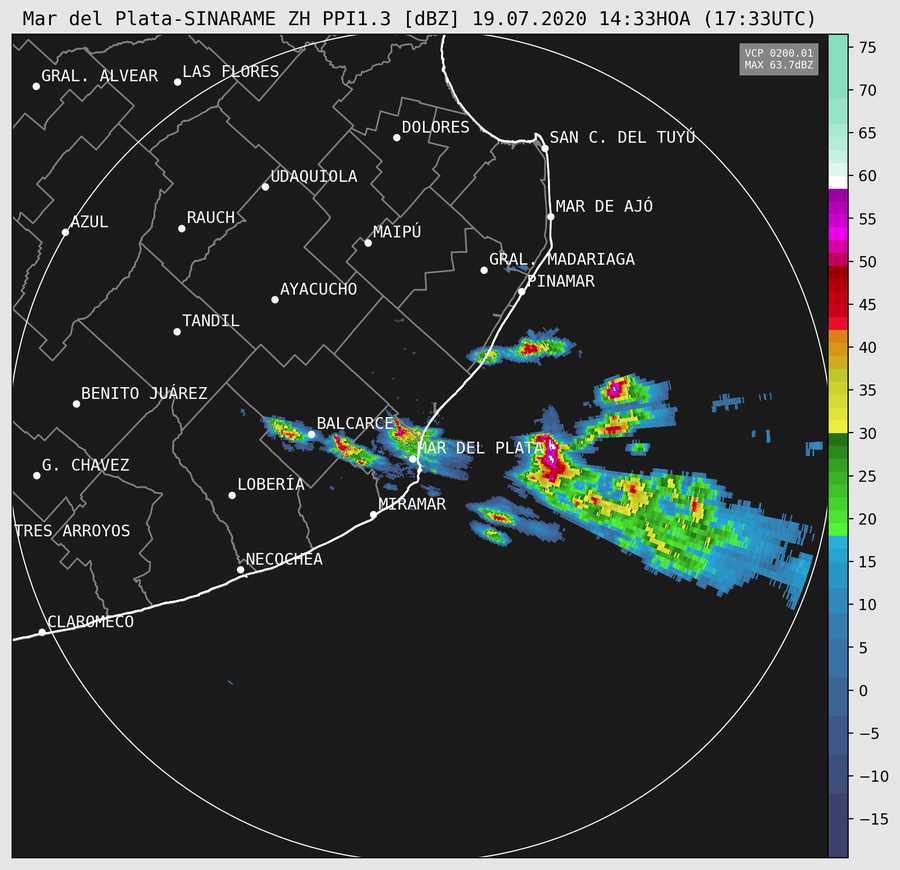 Mar del Plata-SINARAME ZH PPI1.3 [dBZ] 19.07.2020 14:33HOA (17:33UTC)
VCP 0200.01
MAX 63.7dBZ
GRAL. ALVEAR
LAS FLORES
DOLORES
SAN C. DEL TUYÚ
UDAQUIOLA
MAR DE AJÓ
AZUL
RAUCH
MAIPÚ
GRAL. MADARIAGA
PINAMAR
AYACUCHO
TANDIL
BENITO JUÁREZ
BALCARCE
MAR DEL PLATA
G. CHAVEZ
LOBERÍA
MIRAMAR
TRES ARROYOS
NECOCHEA
CLAROMECO
75
70
65
60
55
50
45
40
35
30
25
20
15
10
5
0
−5
−10
−15